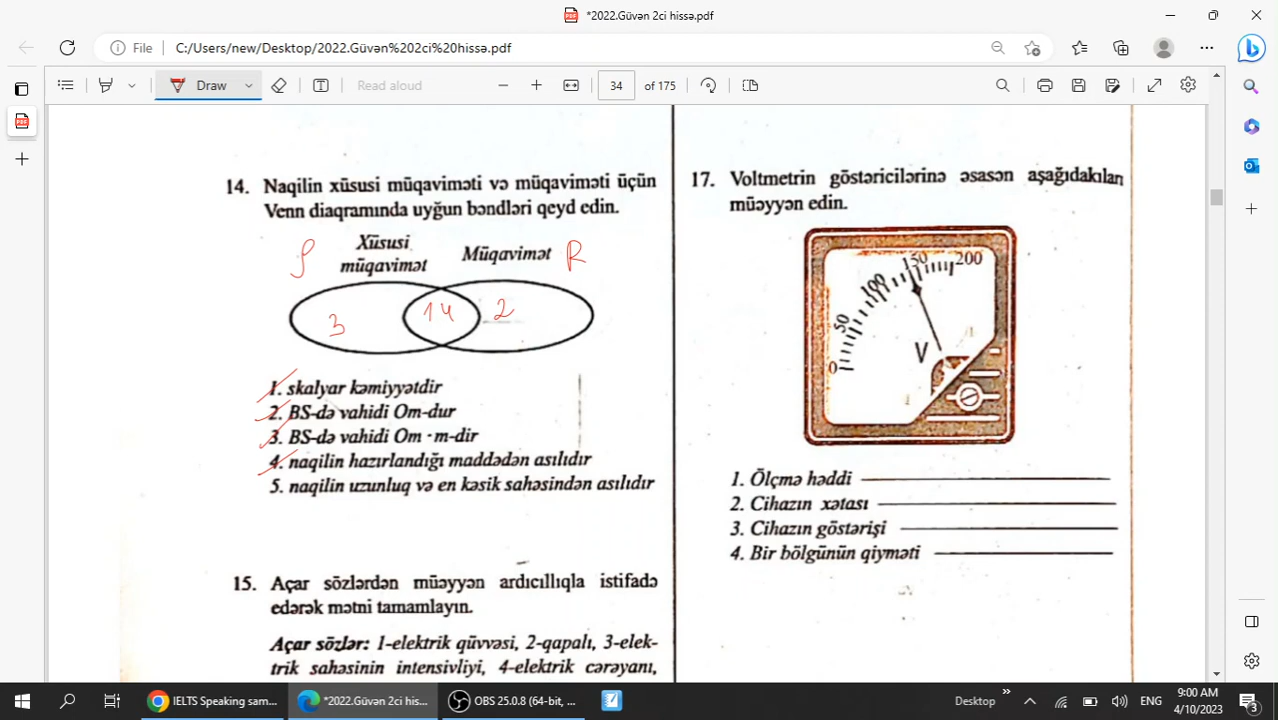 *2022.Güvən 2ci hissə.pdf
File
C:/Users/new/Desktop/2022.Güvən%202ci%20hissə.pdf
Draw
Read aloud
34
of 175
14. Naqilin xüsusi müqaviməti və müqaviməti üçün
Venn diaqramında uyğun bəndləri qeyd edin.
ρ
Xüsusi
müqavimət
Müqavimət
R
3
14
2
1. skalyar kəmiyyətdir
2. BS-də vahidi Om-dur
3. BS-də vahidi Om · m-dir
4. naqilin hazırlandığı maddədən asılıdır
5. naqilin uzunluq və en kəsik sahəsindən asılıdır
15. Açar sözlərdən müəyyən ardıcıllıqla istifadə
edərək mətni tamamlayın.
Açar sözlər: 1-elektrik qüvvəsi, 2-qapalı, 3-elek-
trik sahəsinin intensivliyi, 4-elektrik cərəyanı,
17. Voltmetrin göstəricilərinə əsasən aşağıdakıları
müəyyən edin.
0
50
100
150
200
V
1. Ölçmə həddi
2. Cihazın xətası
3. Cihazın göstərişi
4. Bir bölgünün qiyməti
IELTS Speaking sam...
*2022.Güvən 2ci his...
OBS 25.0.8 (64-bit, ...
Desktop
ENG
9:00 AM
4/10/2023
3